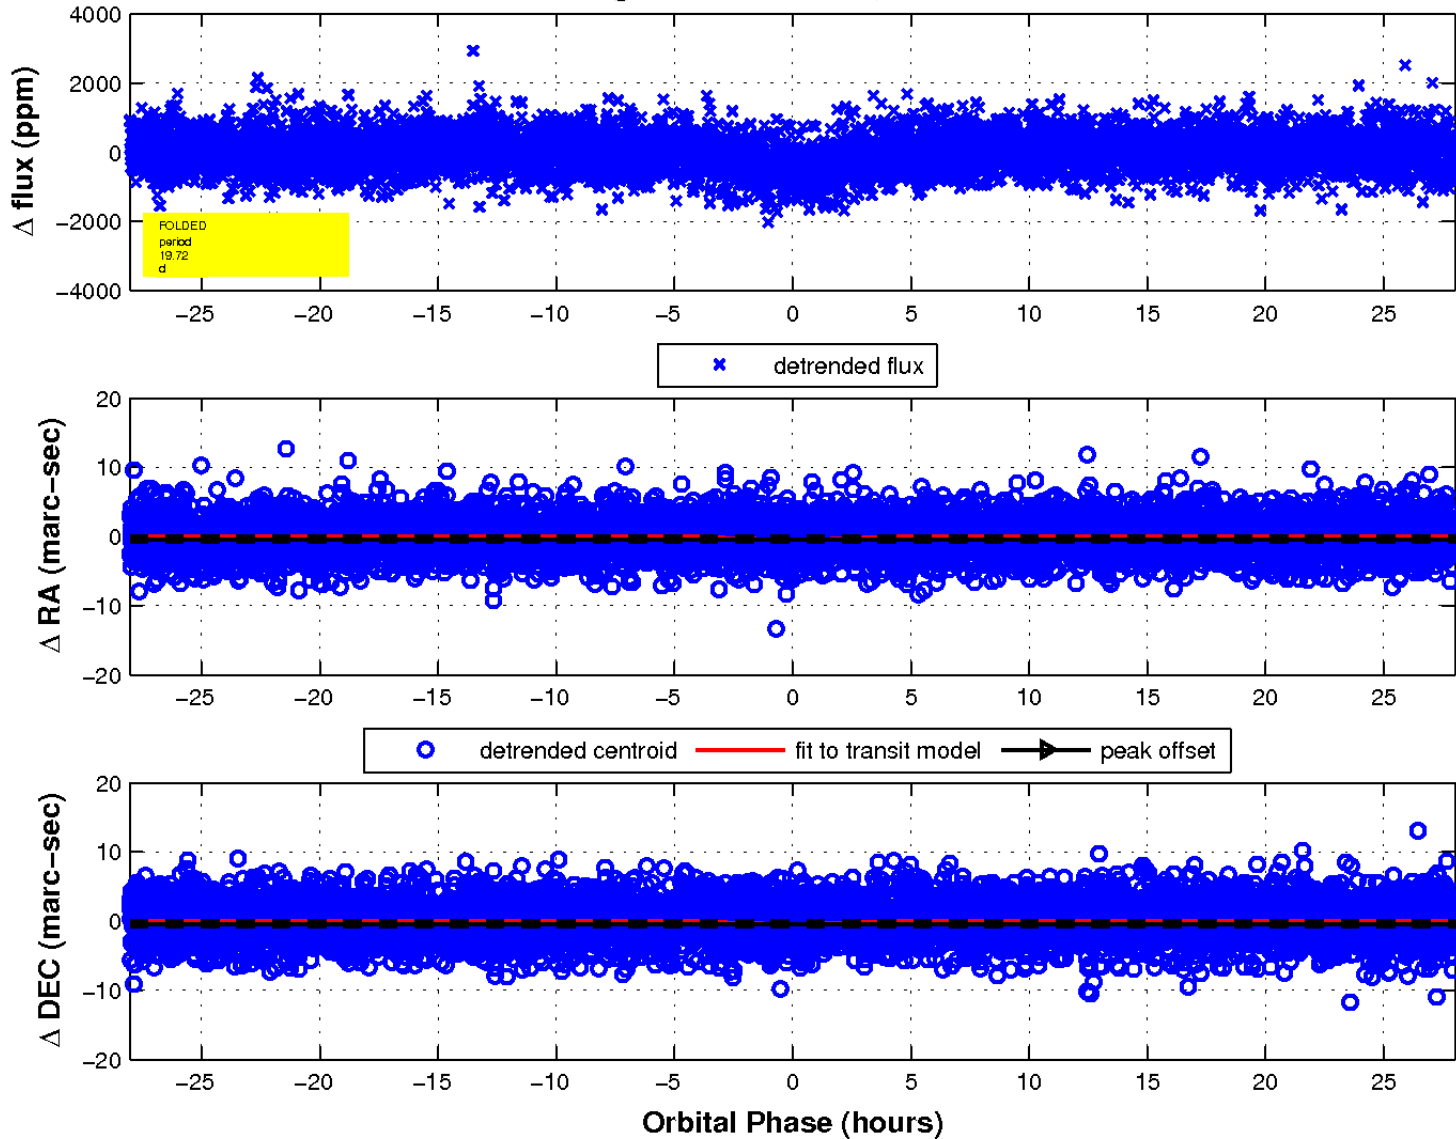 4000
2000
0
−2000
−4000
Δ flux (ppm)
FOLDED
period
19.72
d
−25 −20 −15 −10 −5 0 5 10 15 20 25
detrended flux
20
10
0
−10
−20
Δ RA (marc−sec)
−25 −20 −15 −10 −5 0 5 10 15 20 25
detrended centroid fit to transit model peak offset
20
10
0
−10
−20
Δ DEC (marc−sec)
−25 −20 −15 −10 −5 0 5 10 15 20 25
Orbital Phase (hours)